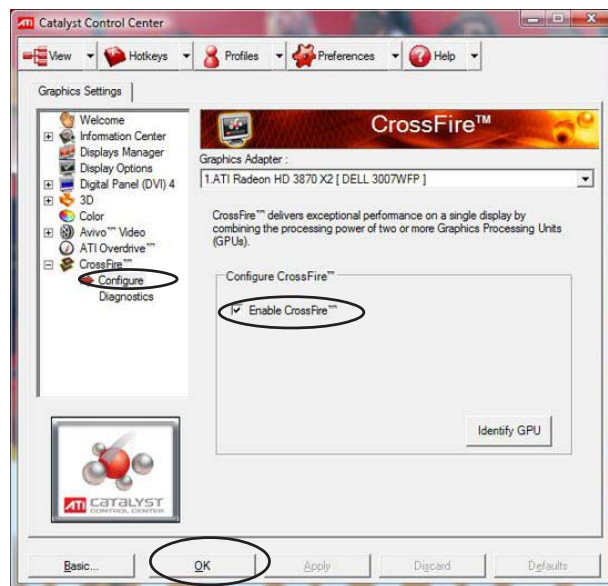 ATI Catalyst Control Center
View Hotkeys Profiles Preferences Help
Graphics Settings
Welcome
Information Center
Displays Manager
Display Options
Digital Panel (DVI) 4
3D
Color
Avivo™ Video
ATI Overdrive™
CrossFire™
Configure
Diagnostics
ATI CATALYST
CONTROL CENTER
CrossFire™
Graphics Adapter :
1.ATI Radeon HD 3870 X2 [ DELL 3007WFP ]
CrossFire™ delivers exceptional performance on a single display by
combining the processing power of two or more Graphics Processing Units
(GPUs).
Configure CrossFire™
Enable CrossFire™
Identify GPU
Basic... OK Apply Discard Defaults